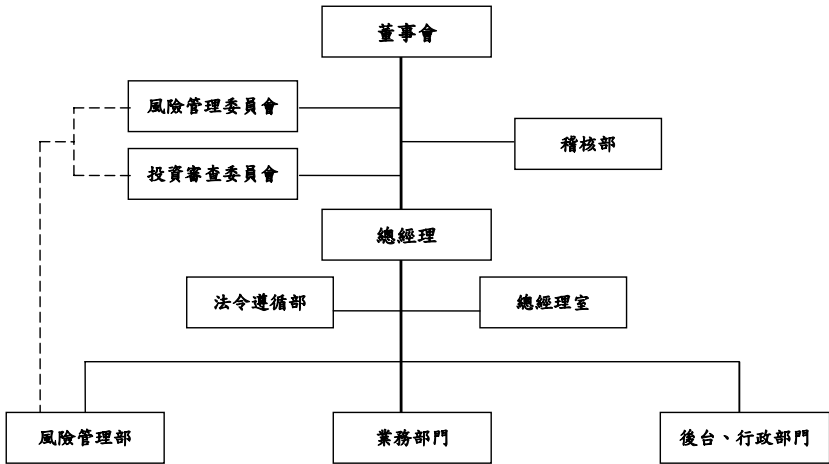 董事會
風險管理委員會
稽核部
投資審查委員會
總經理
法令遵循部
總經理室
風險管理部
業務部門
後台、行政部門